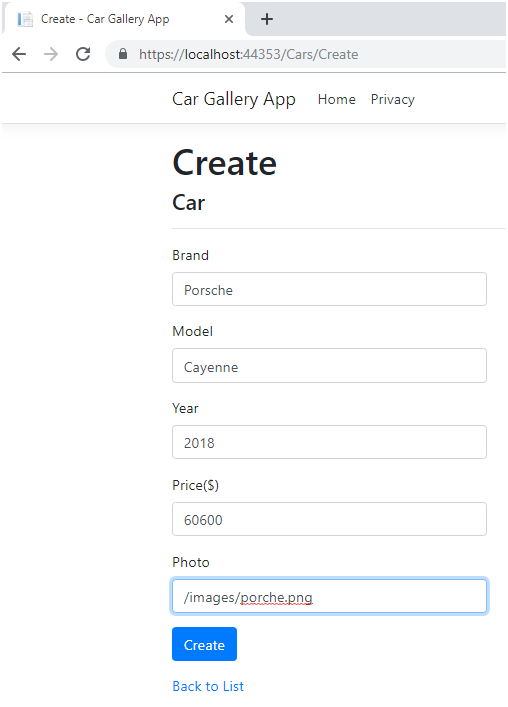 Create - Car Gallery App
https://localhost:44353/Cars/Create
Car Gallery App Home Privacy
Create
Car
Brand
Porsche
Model
Cayenne
Year
2018
Price($)
60600
Photo
/images/porche.png
Create
Back to List